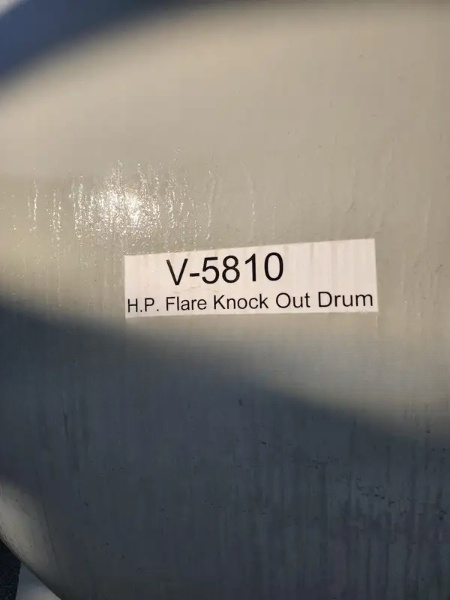 V-5810
H.P. Flare Knock Out Drum